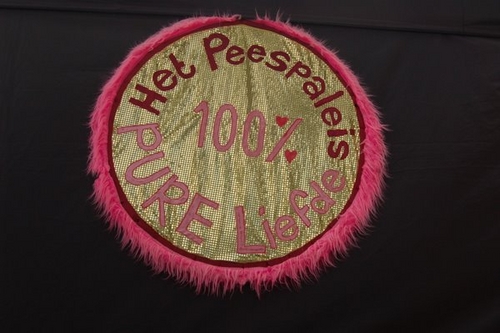 Het Peespaleis
100%
PURE Liefde